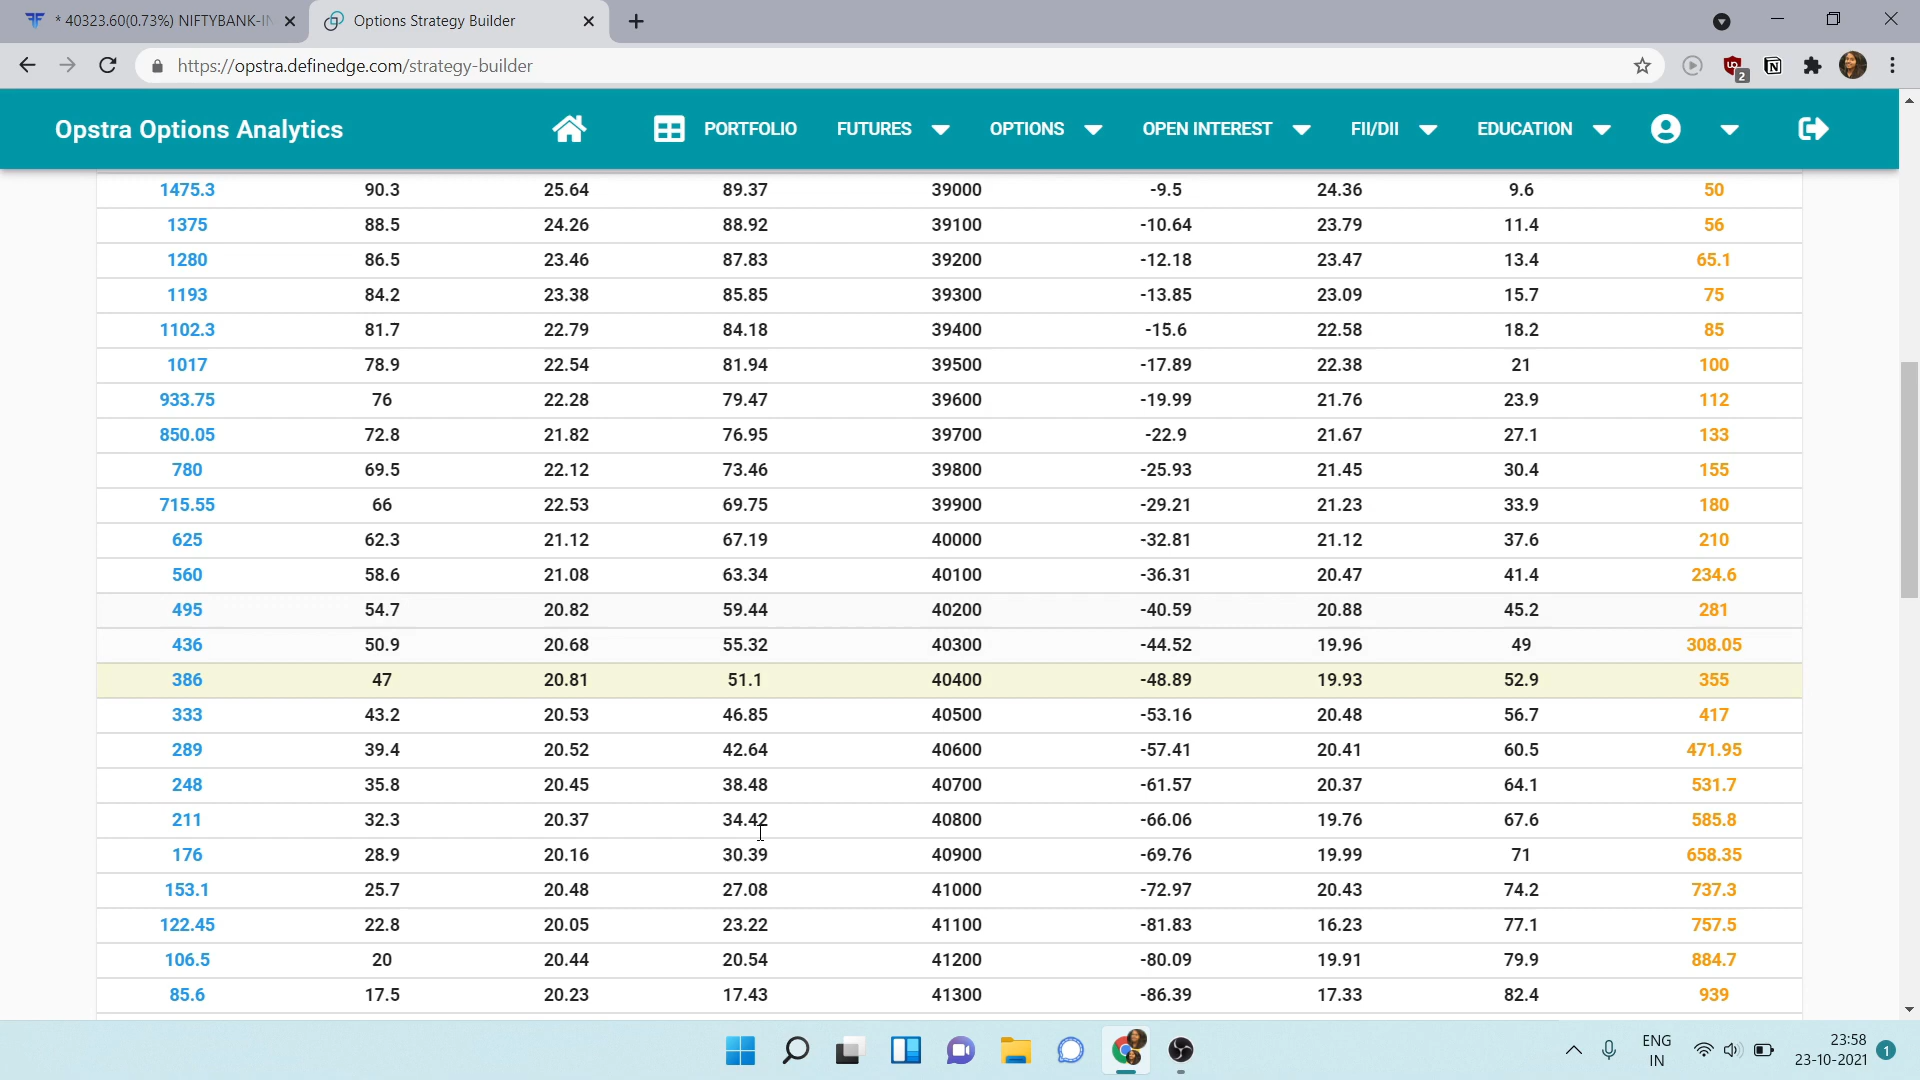 * 40323.60(0.73%) NIFTYBANK-IN
Options Strategy Builder
https://opstra.definedge.com/strategy-builder
2
Opstra Options Analytics
PORTFOLIO
FUTURES
OPTIONS
OPEN INTEREST
FII/DII
EDUCATION
1475.3 90.3 25.64 89.37 39000 -9.5 24.36 9.6 50
1375 88.5 24.26 88.92 39100 -10.64 23.79 11.4 56
1280 86.5 23.46 87.83 39200 -12.18 23.47 13.4 65.1
1193 84.2 23.38 85.85 39300 -13.85 23.09 15.7 75
1102.3 81.7 22.79 84.18 39400 -15.6 22.58 18.2 85
1017 78.9 22.54 81.94 39500 -17.89 22.38 21 100
933.75 76 22.28 79.47 39600 -19.99 21.76 23.9 112
850.05 72.8 21.82 76.95 39700 -22.9 21.67 27.1 133
780 69.5 22.12 73.46 39800 -25.93 21.45 30.4 155
715.55 66 22.53 69.75 39900 -29.21 21.23 33.9 180
625 62.3 21.12 67.19 40000 -32.81 21.12 37.6 210
560 58.6 21.08 63.34 40100 -36.31 20.47 41.4 234.6
495 54.7 20.82 59.44 40200 -40.59 20.88 45.2 281
436 50.9 20.68 55.32 40300 -44.52 19.96 49 308.05
386 47 20.81 51.1 40400 -48.89 19.93 52.9 355
333 43.2 20.53 46.85 40500 -53.16 20.48 56.7 417
289 39.4 20.52 42.64 40600 -57.41 20.41 60.5 471.95
248 35.8 20.45 38.48 40700 -61.57 20.37 64.1 531.7
211 32.3 20.37 34.42 40800 -66.06 19.76 67.6 585.8
176 28.9 20.16 30.39 40900 -69.76 19.99 71 658.35
153.1 25.7 20.48 27.08 41000 -72.97 20.43 74.2 737.3
122.45 22.8 20.05 23.22 41100 -81.83 16.23 77.1 757.5
106.5 20 20.44 20.54 41200 -80.09 19.91 79.9 884.7
85.6 17.5 20.23 17.43 41300 -86.39 17.33 82.4 939
ENG
IN
23:58
23-10-2021
1